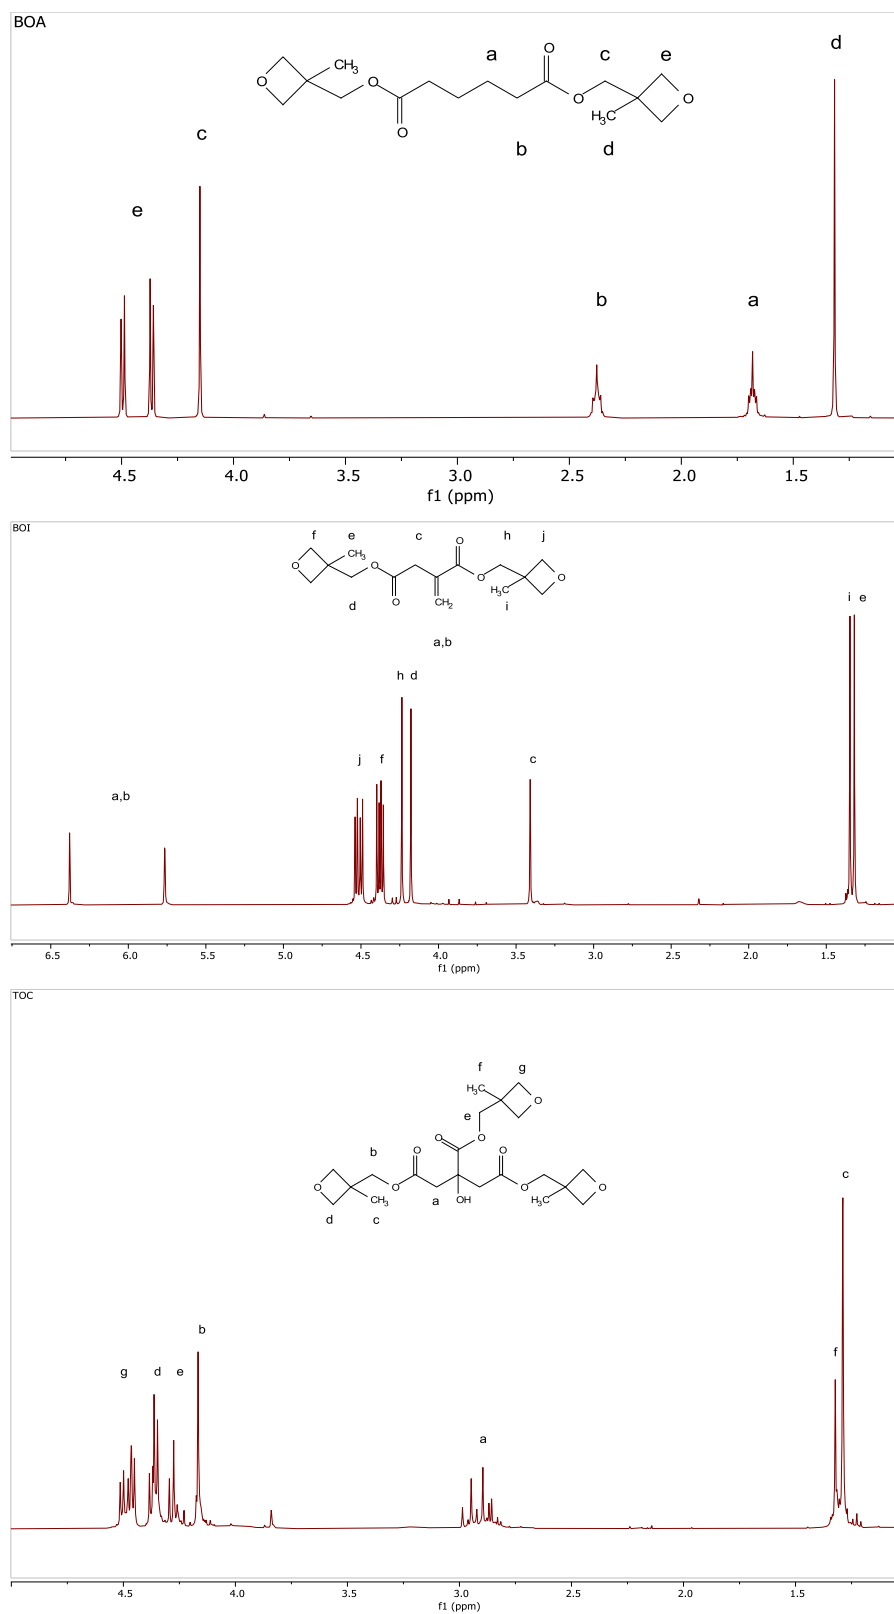 BOA
a c e d
O CH3 O O O
O O H3C
b d
c
e
b a
4.5 4.0 3.5 3.0 2.5 2.0 1.5
f1 (ppm)
BOI
f e c h j
O CH3 O O O
O CH2 H3C O
d i
i e
a,b
h d
j f c
a,b
6.5 6.0 5.5 5.0 4.5 4.0 3.5 3.0 2.5 2.0 1.5
f1 (ppm)
TOC
f g
H3C O
e
O O
b O O c
O O OH O O
CH3 a H3C
d c
b
g d e f
a
4.5 4.0 3.5 3.0 2.5 2.0 1.5
f1 (ppm)